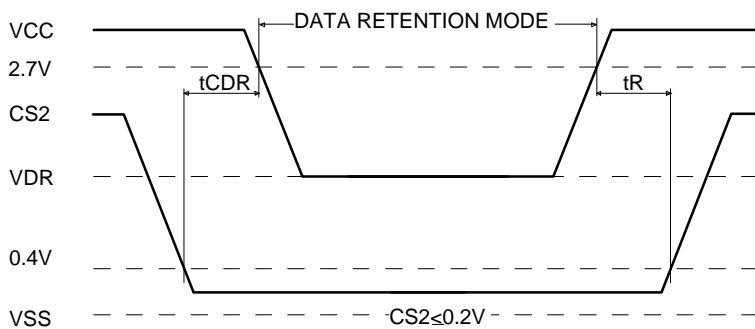 VCC
DATA RETENTION MODE
2.7V
tCDR
tR
CS2
VDR
0.4V
VSS
CS2≤0.2V